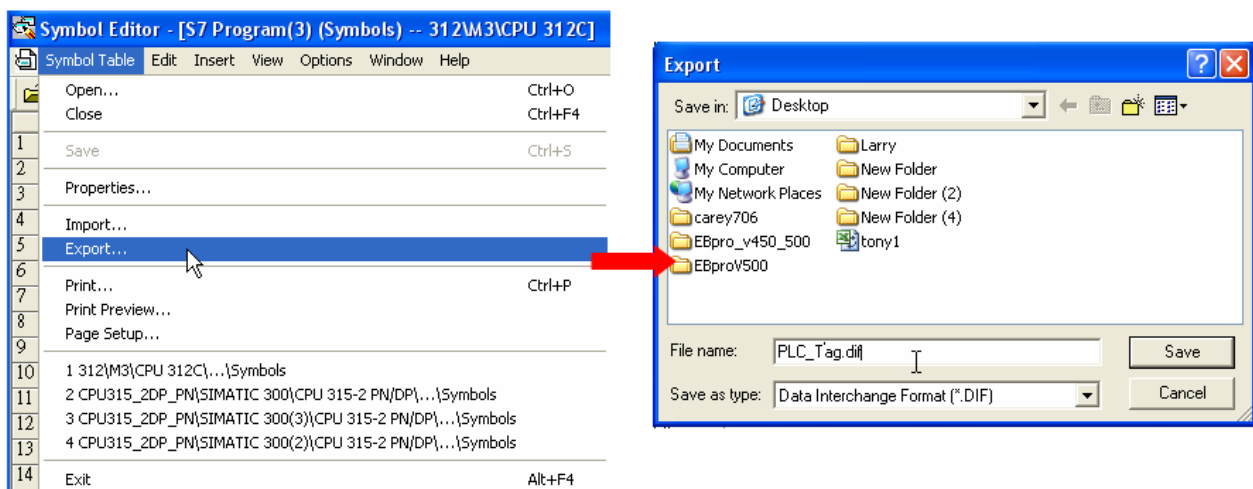 Symbol Editor - [S7 Program(3) (Symbols) -- 312\M3\CPU 312C]
Symbol Table Edit Insert View Options Window Help
Open... Ctrl+O
Close Ctrl+F4
Save Ctrl+S
Properties...
Import...
Export...
Print... Ctrl+P
Print Preview...
Page Setup...
1 312\M3\CPU 312C\...\Symbols
2 CPU315_2DP_PN\SIMATIC 300\CPU 315-2 PN/DP\...\Symbols
3 CPU315_2DP_PN\SIMATIC 300(3)\CPU 315-2 PN/DP\...\Symbols
4 CPU315_2DP_PN\SIMATIC 300(2)\CPU 315-2 PN/DP\...\Symbols
Exit Alt+F4
1
2
3
4
5
6
7
8
9
10
11
12
13
14
Export
Save in: Desktop
My Documents
My Computer
My Network Places
carey706
EBpro_v450_500
EBproV500
Larry
New Folder
New Folder (2)
New Folder (4)
tony1
File name: PLC_Tag.dif Save
Save as type: Data Interchange Format (*.DIF) Cancel